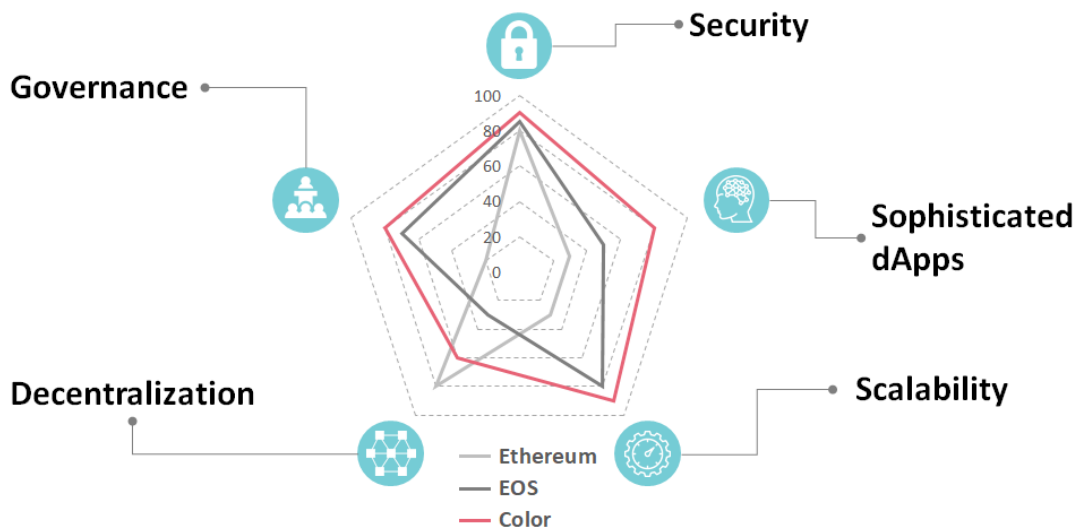 Security
Governance
100
80
60
40
20
0
Sophisticated
dApps
Decentralization
Scalability
Ethereum
EOS
Color